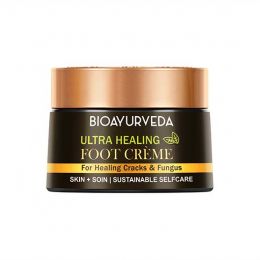 BIOAYURVEDA
ULTRA HEALING
FOOT CRÈME
For Healing Cracks & Fungus
SKIN + SOIN | SUSTAINABLE SELFCARE